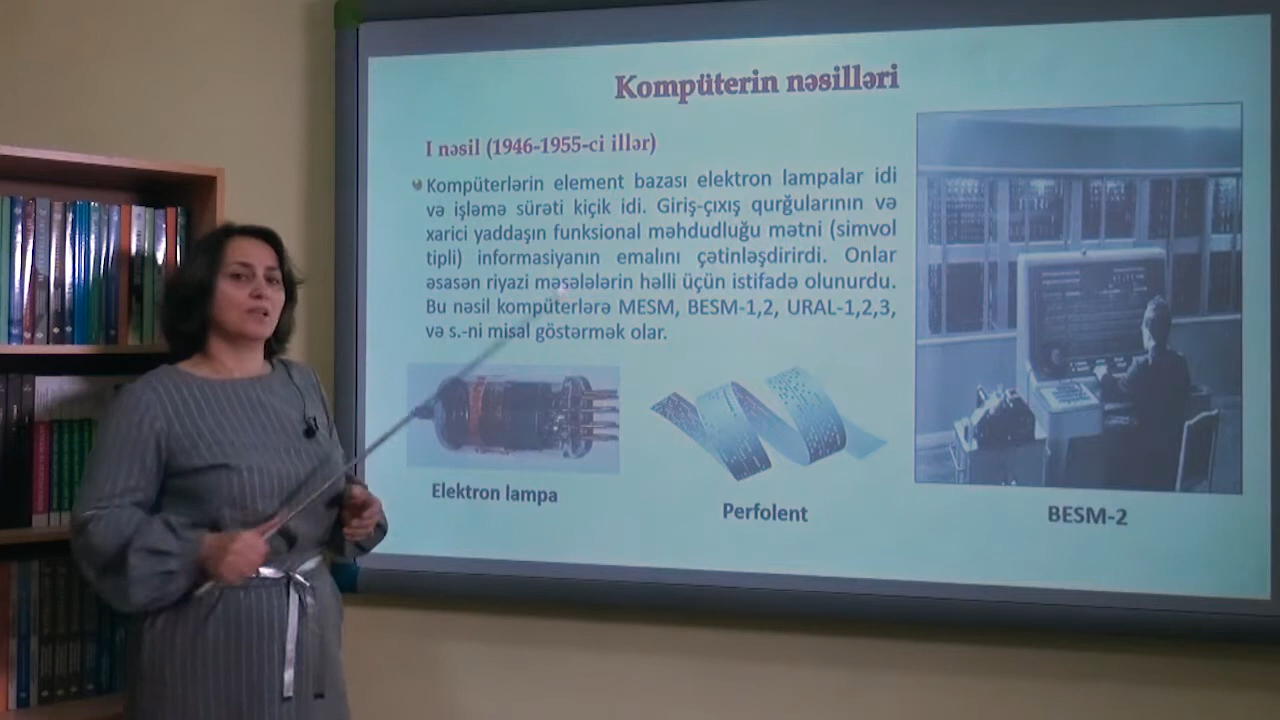 Kompüterin nəsilləri
I nəsil (1946-1955-ci illər)
Kompüterlərin element bazası elektron lampalar idi
və işləmə sürəti kiçik idi. Giriş-çıxış qurğularının və
xarici yaddaşın funksional məhdudluğu mətni (simvol
tipli) informasiyanın emalını çətinləşdirirdi. Onlar
əsasən riyazi məsələlərin həlli üçün istifadə olunurdu.
Bu nəsil kompüterlərə MESM, BESM-1,2, URAL-1,2,3,
və s.-ni misal göstərmək olar.
Elektron lampa
Perfolent
BESM-2